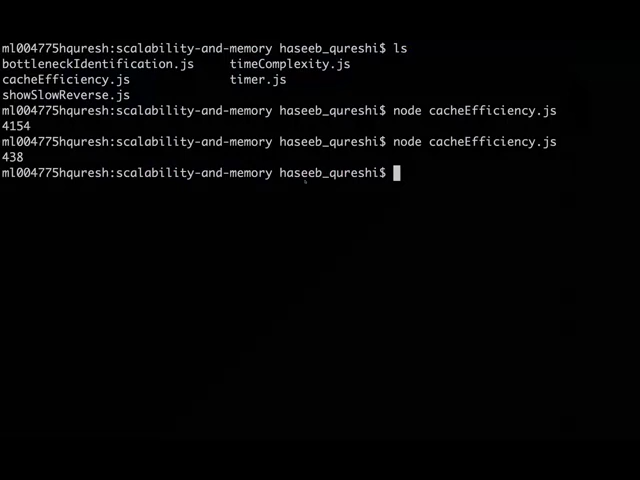 ml004775hquresh:scalability-and-memory haseeb_qureshi$ ls
bottleneckIdentification.js timeComplexity.js
cacheEfficiency.js timer.js
showSlowReverse.js
ml004775hquresh:scalability-and-memory haseeb_qureshi$ node cacheEfficiency.js
4154
ml004775hquresh:scalability-and-memory haseeb_qureshi$ node cacheEfficiency.js
438
ml004775hquresh:scalability-and-memory haseeb_qureshi$